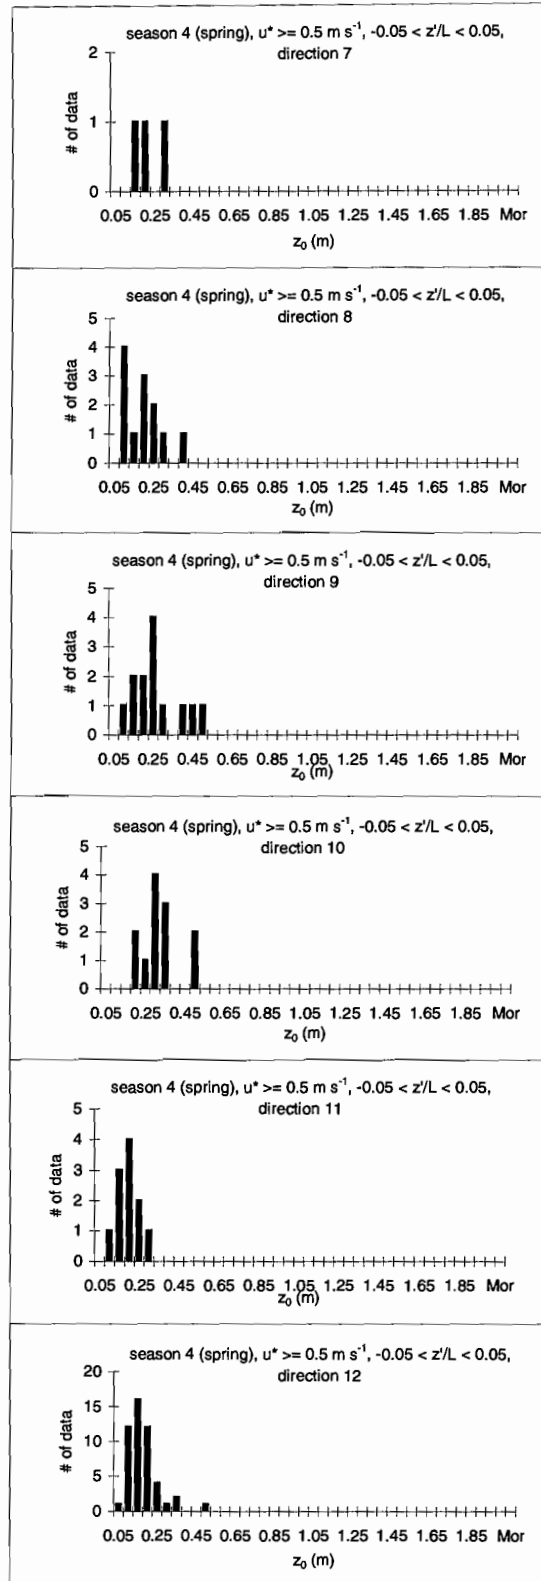 season 4 (spring), u* >= 0.5 m s⁻¹, -0.05 < z'/L < 0.05,
direction 7
# of data
2
1
0
0.05 0.25 0.45 0.65 0.85 1.05 1.25 1.45 1.65 1.85 Mor
z₀ (m)
season 4 (spring), u* >= 0.5 m s⁻¹, -0.05 < z'/L < 0.05,
direction 8
# of data
5
4
3
2
1
0
0.05 0.25 0.45 0.65 0.85 1.05 1.25 1.45 1.65 1.85 Mor
z₀ (m)
season 4 (spring), u* >= 0.5 m s⁻¹, -0.05 < z'/L < 0.05,
direction 9
# of data
5
4
3
2
1
0
0.05 0.25 0.45 0.65 0.85 1.05 1.25 1.45 1.65 1.85 Mor
z₀ (m)
season 4 (spring), u* >= 0.5 m s⁻¹, -0.05 < z'/L < 0.05,
direction 10
# of data
5
4
3
2
1
0
0.05 0.25 0.45 0.65 0.85 1.05 1.25 1.45 1.65 1.85 Mor
z₀ (m)
season 4 (spring), u* >= 0.5 m s⁻¹, -0.05 < z'/L < 0.05,
direction 11
# of data
5
4
3
2
1
0
0.05 0.25 0.45 0.65 0.85 1.05 1.25 1.45 1.65 1.85 Mor
z₀ (m)
season 4 (spring), u* >= 0.5 m s⁻¹, -0.05 < z'/L < 0.05,
direction 12
# of data
20
15
10
5
0
0.05 0.25 0.45 0.65 0.85 1.05 1.25 1.45 1.65 1.85 Mor
z₀ (m)